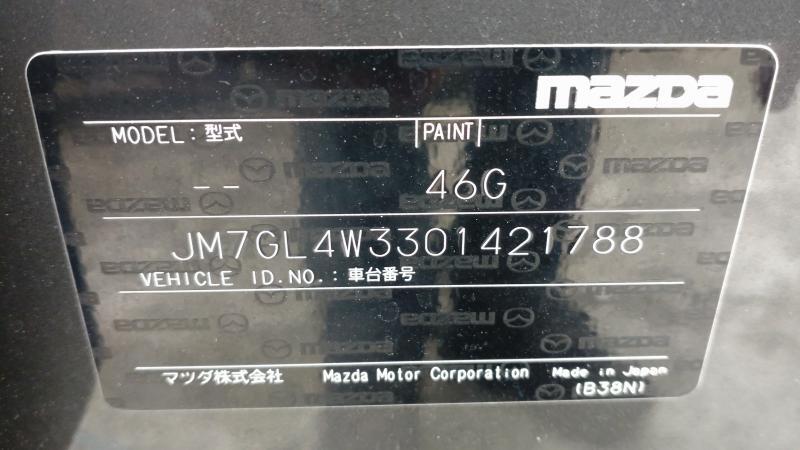 mazda
MODEL : 型式 PAINT
-- 46G
JM7GL4W3301421788
VEHICLE ID.NO. : 車台番号
マツダ株式会社 Mazda Motor Corporation Made in Japan
(B38N)